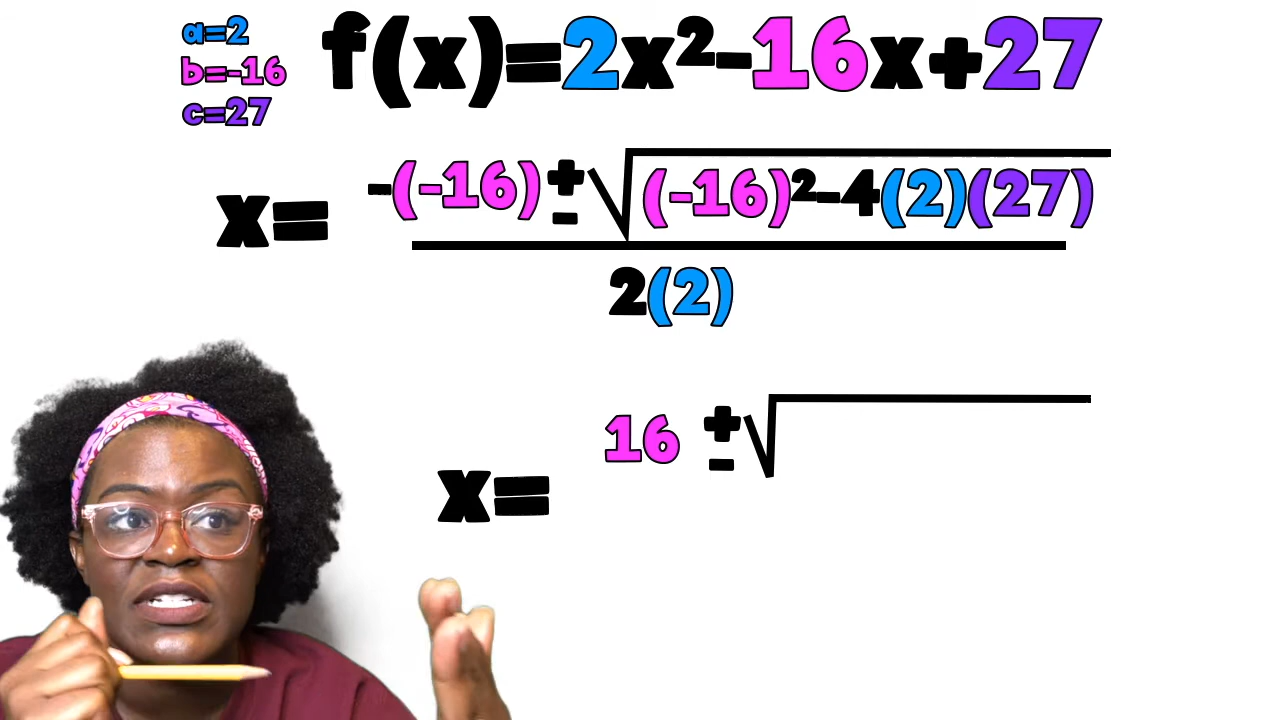 a=2
b=-16
c=27
f(x)=2x²-16x+27
x= -(-16)±√(-16)²-4(2)(27)
2(2)
x= 16 ±√